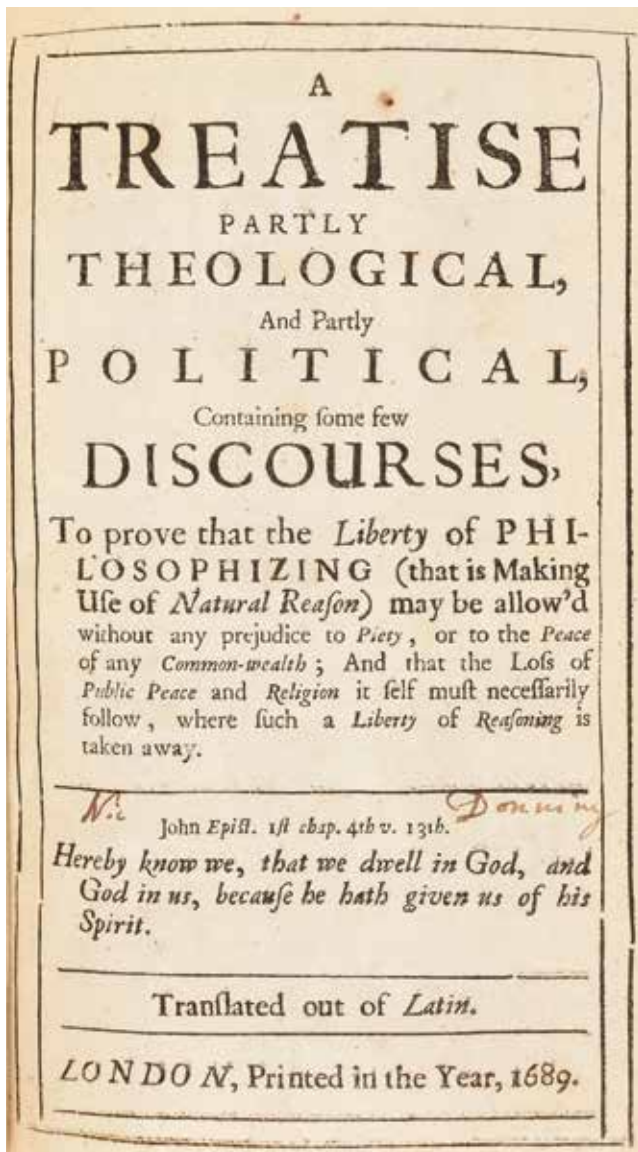 A
TREATISE
PARTLY
THEOLOGICAL,
And Partly
POLITICAL,
Containing ſome few
DISCOURSES,
To prove that the Liberty of PHI-
LOSOPHIZING (that is Making
Uſe of Natural Reaſon) may be allow'd
without any prejudice to Piety, or to the Peace
of any Common-wealth; And that the Loſs of
Public Peace and Religion it ſelf muſt neceſſarily
follow, where ſuch a Liberty of Reaſoning is
taken away.
Nic Donning
John Epiſt. 1ſt chap. 4th v. 13th.
Hereby know we, that we dwell in God, and
God in us, becauſe he hath given us of his
Spirit.
Tranſlated out of Latin.
LONDON, Printed in the Year, 1689.